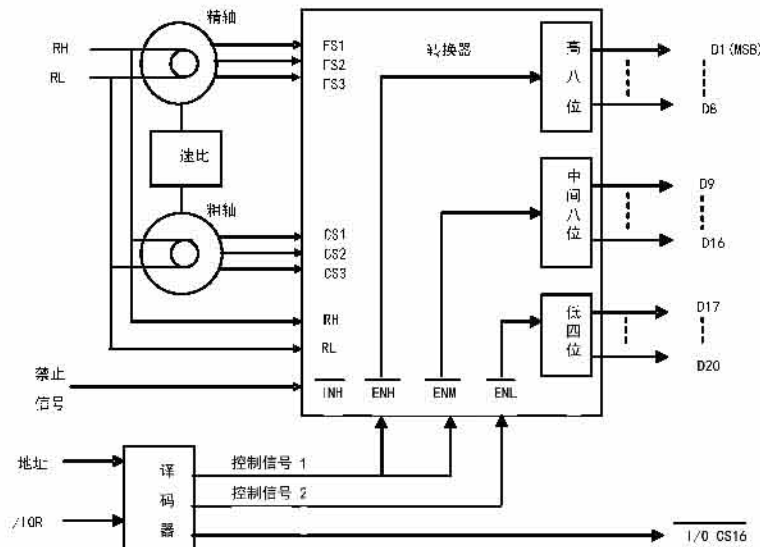 精轴
RH
RL
FS1
FS2
FS3
转换器
高八位
D1(MSB)
D8
速比
粗轴
CS1
CS2
CS3
中间八位
D9
D16
RH
RL
低四位
D17
D20
禁止
信号
INH
ENH
ENM
ENL
地址
/IOR
译码器
控制信号 1
控制信号 2
I/O CS16